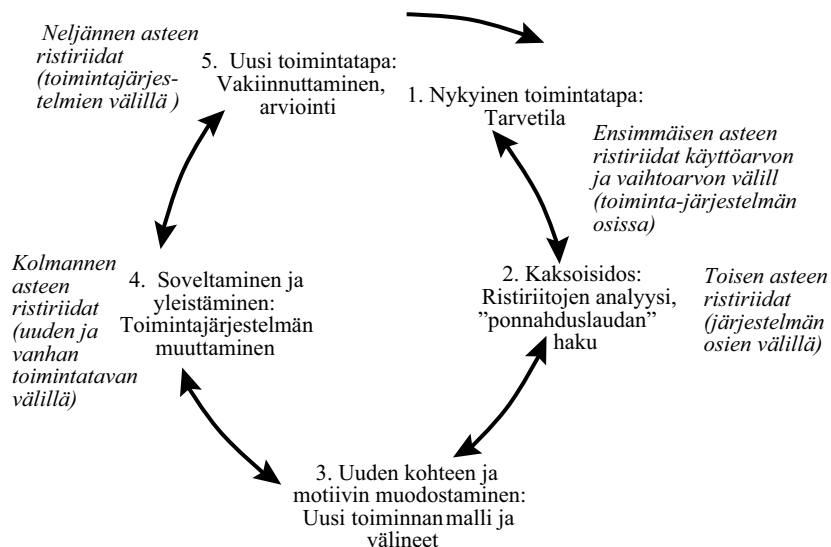 Neljännen asteen
ristiriidat
(toimintajärjes-
telmien välillä )
5.  Uusi toimintatapa:
Vakiinnuttaminen,
arviointi
1. Nykyinen toimintatapa:
Tarvetila
Ensimmäisen asteen
ristiriidat käyttöarvon
ja vaihtoarvon välill
(toiminta-järjestelmän
osissa)
2. Kaksoisidos:
Ristiriitojen analyysi,
”ponnahduslaudan”
haku
Toisen asteen
ristiriidat
(järjestelmän
osien välillä)
3. Uuden kohteen ja
motiivin muodostaminen:
Uusi toiminnan malli ja
välineet
4.  Soveltaminen ja
yleistäminen:
Toimintajärjestelmän
muuttaminen
Kolmannen
asteen
ristiriidat
(uuden ja
vanhan
toimintatavan
välillä)